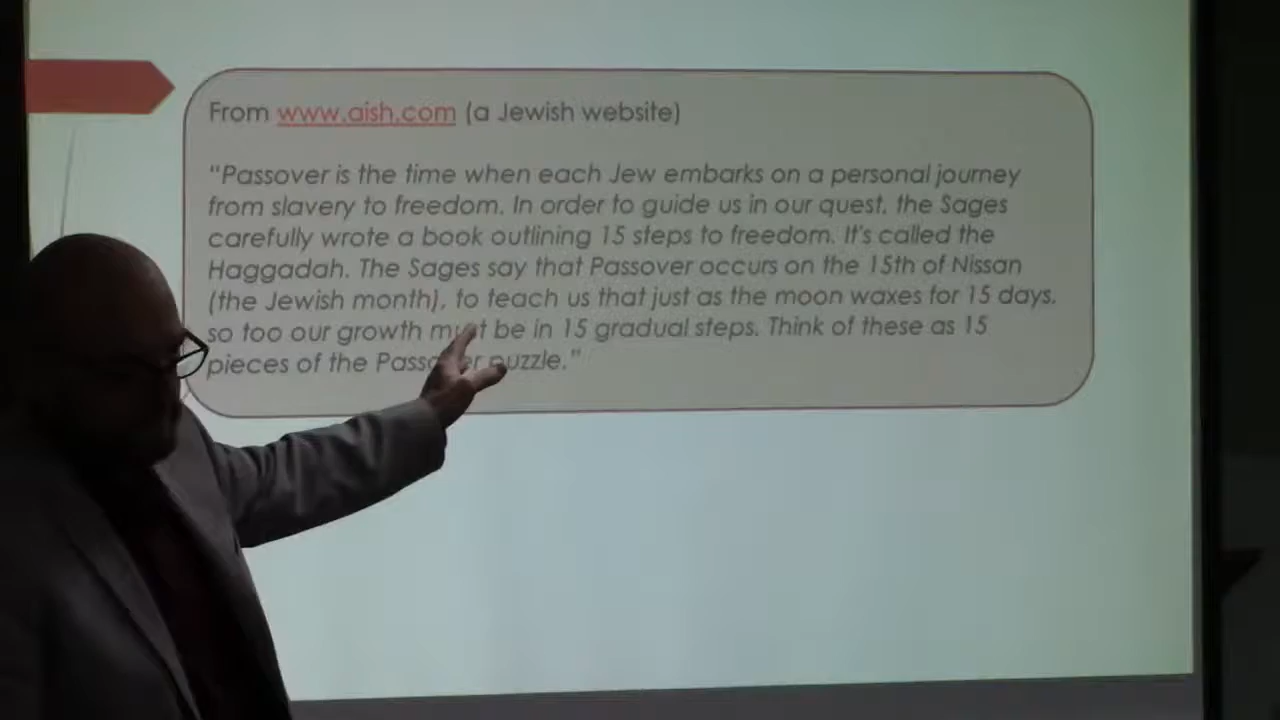 From www.aish.com (a Jewish website)
“Passover is the time when each Jew embarks on a personal journey
from slavery to freedom. In order to guide us in our quest, the Sages
carefully wrote a book outlining 15 steps to freedom. It's called the
Haggadah. The Sages say that Passover occurs on the 15th of Nissan
(the Jewish month), to teach us that just as the moon waxes for 15 days,
so too our growth must be in 15 gradual steps. Think of these as 15
pieces of the Passover puzzle.”